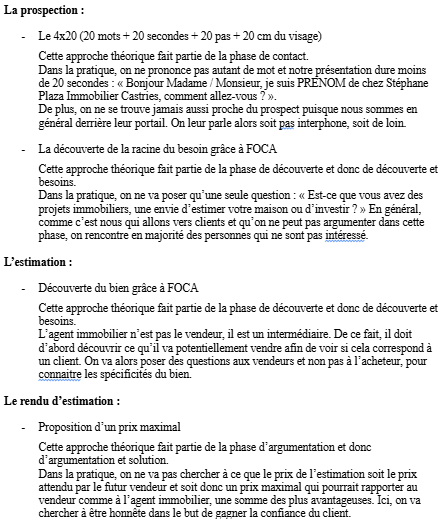 La prospection :
- Le 4x20 (20 mots + 20 secondes + 20 pas + 20 cm du visage)
Cette approche théorique fait partie de la phase de contact.
Dans la pratique, on ne prononce pas autant de mot et notre présentation dure moins
de 20 secondes : « Bonjour Madame / Monsieur, je suis PRENOM de chez Stéphane
Plaza Immobilier Castries, comment allez-vous ? ».
De plus, on ne se trouve jamais aussi proche du prospect puisque nous sommes en
général derrière leur portail. On leur parle alors soit pas interphone, soit de loin.
- La découverte de la racine du besoin grâce à FOCA
Cette approche théorique fait partie de la phase de découverte et donc de découverte et
besoins.
Dans la pratique, on ne va poser qu'une seule question : « Est-ce que vous avez des
projets immobiliers, une envie d'estimer votre maison ou d'investir ? » En général,
comme c'est nous qui allons vers clients et qu'on ne peut pas argumenter dans cette
phase, on rencontre en majorité des personnes qui ne sont pas intéressé.
L'estimation :
- Découverte du bien grâce à FOCA
Cette approche théorique fait partie de la phase de découverte et donc de découverte et
besoins.
L'agent immobilier n'est pas le vendeur, il est un intermédiaire. De ce fait, il doit
d'abord découvrir ce qu'il va potentiellement vendre afin de voir si cela correspond à
un client. On va alors poser des questions aux vendeurs et non pas à l'acheteur, pour
connaitre les spécificités du bien.
Le rendu d'estimation :
- Proposition d'un prix maximal
Cette approche théorique fait partie de la phase d'argumentation et donc
d'argumentation et solution.
Dans la pratique, on ne va pas chercher à ce que le prix de l'estimation soit le prix
attendu par le futur vendeur et soit donc un prix maximal qui pourrait rapporter au
vendeur comme à l'agent immobilier, une somme des plus avantageuses. Ici, on va
chercher à être honnête dans le but de gagner la confiance du client.